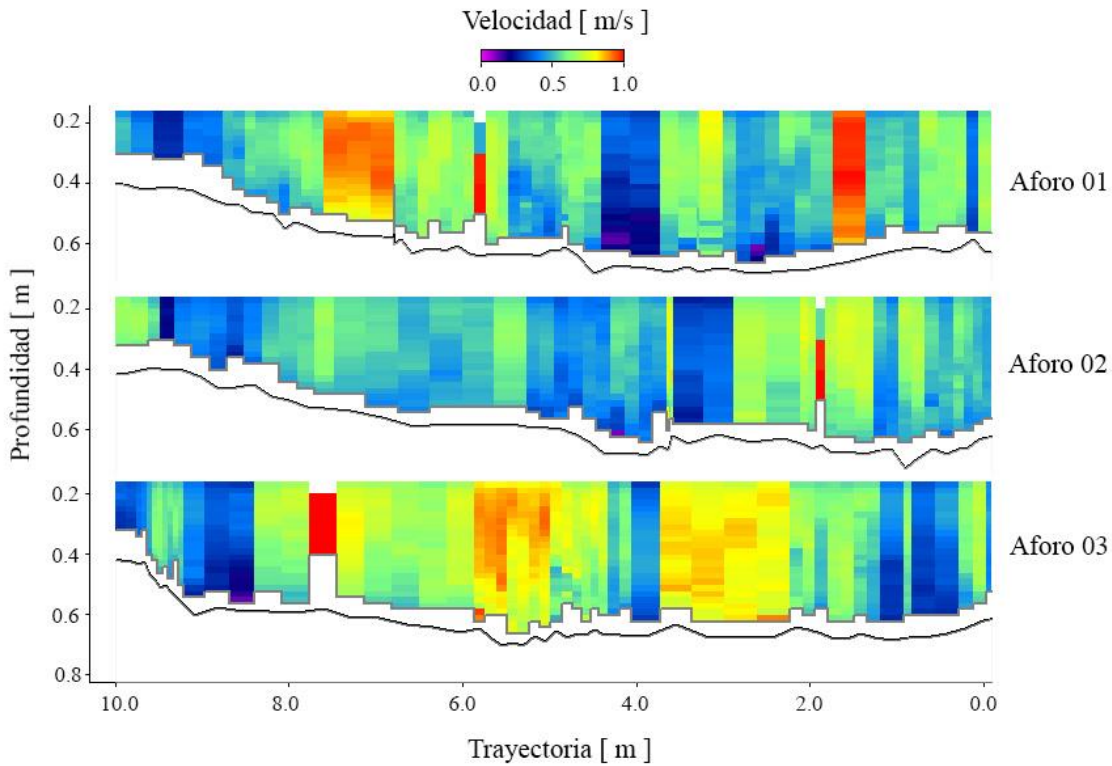 Velocidad [ m/s ]
0.0 0.5 1.0
0.2
0.4
0.6
Aforo 01
0.2
0.4
0.6
Aforo 02
0.2
0.4
0.6
0.8
Aforo 03
Profundidad [ m ]
10.0 8.0 6.0 4.0 2.0 0.0
Trayectoria [ m ]